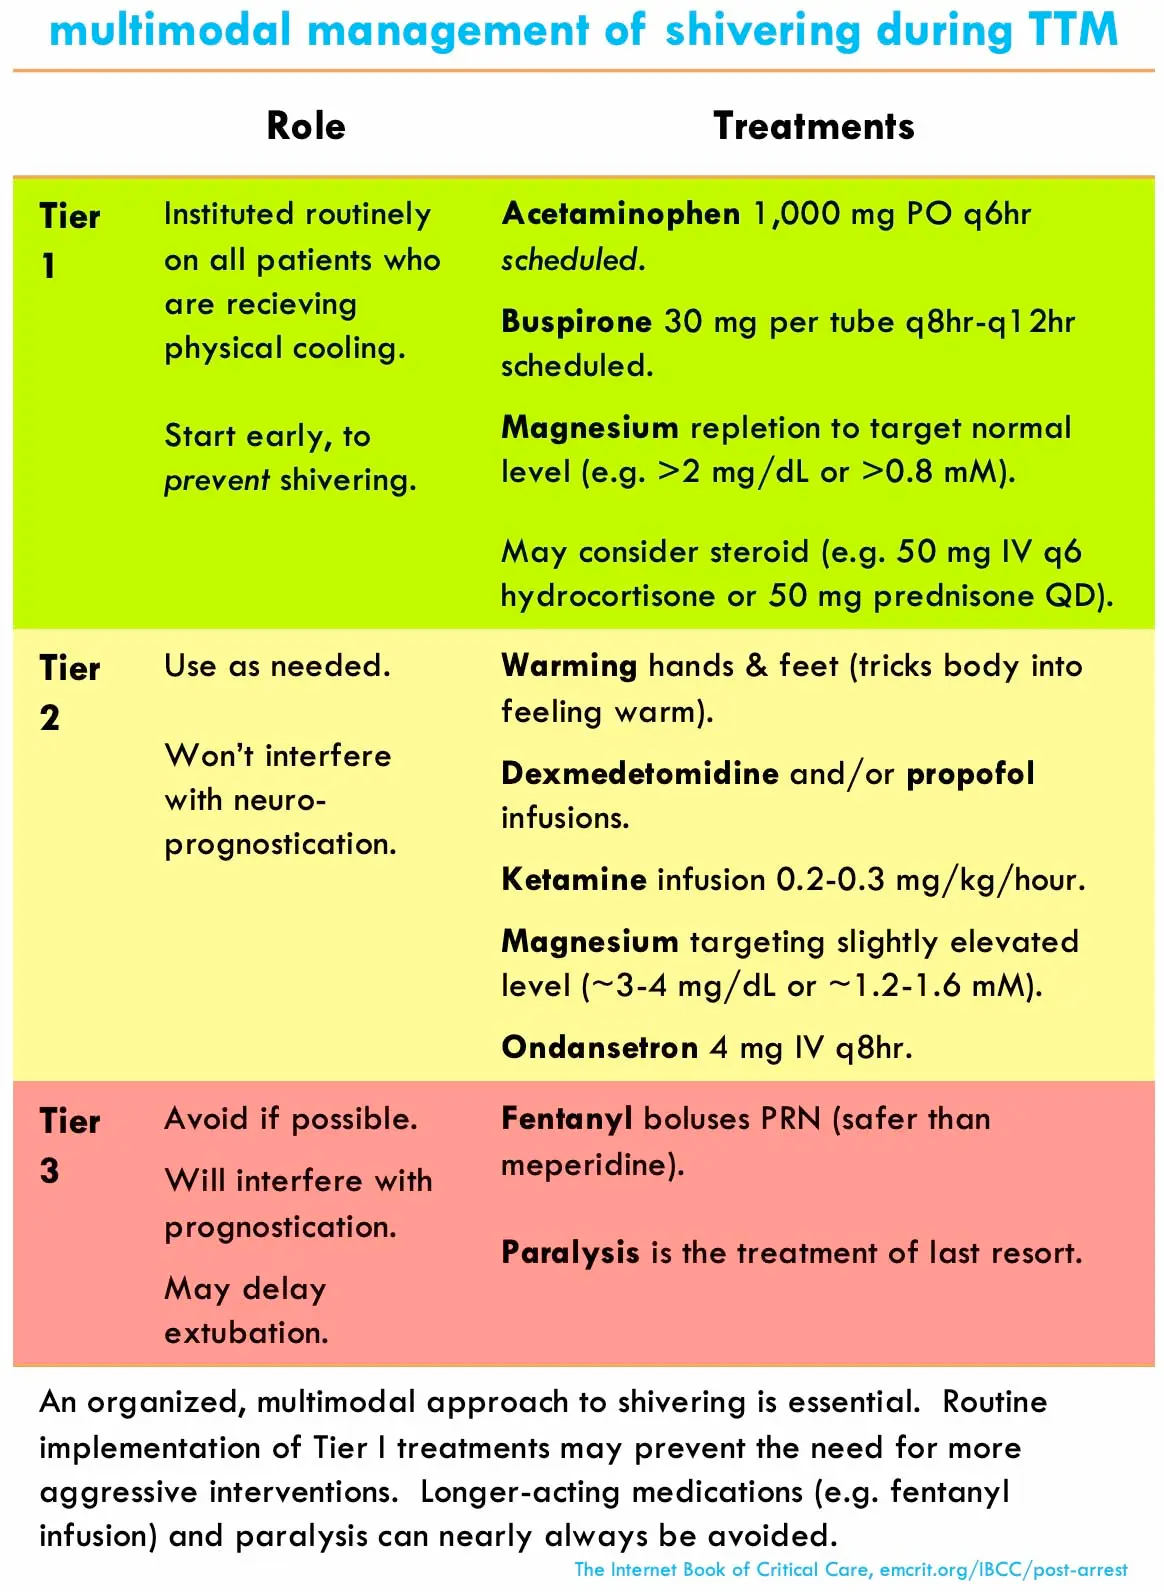 multimodal management of shivering during TTM
Role
Treatments
Tier
1
Instituted routinely
on all patients who
are recieving
physical cooling.
Start early, to
prevent shivering.
Acetaminophen 1,000 mg PO q6hr
scheduled.
Buspirone 30 mg per tube q8hr-q12hr
scheduled.
Magnesium repletion to target normal
level (e.g. >2 mg/dL or >0.8 mM).
May consider steroid (e.g. 50 mg IV q6
hydrocortisone or 50 mg prednisone QD).
Tier
2
Use as needed.
Won’t interfere
with neuro-
prognostication.
Warming hands & feet (tricks body into
feeling warm).
Dexmedetomidine and/or propofol
infusions.
Ketamine infusion 0.2-0.3 mg/kg/hour.
Magnesium targeting slightly elevated
level (~3-4 mg/dL or ~1.2-1.6 mM).
Ondansetron 4 mg IV q8hr.
Tier
3
Avoid if possible.
Will interfere with
prognostication.
May delay
extubation.
Fentanyl boluses PRN (safer than
meperidine).
Paralysis is the treatment of last resort.
An organized, multimodal approach to shivering is essential.  Routine
implementation of Tier I treatments may prevent the need for more
aggressive interventions.  Longer-acting medications (e.g. fentanyl
infusion) and paralysis can nearly always be avoided.
The Internet Book of Critical Care, emcrit.org/IBCC/post-arrest